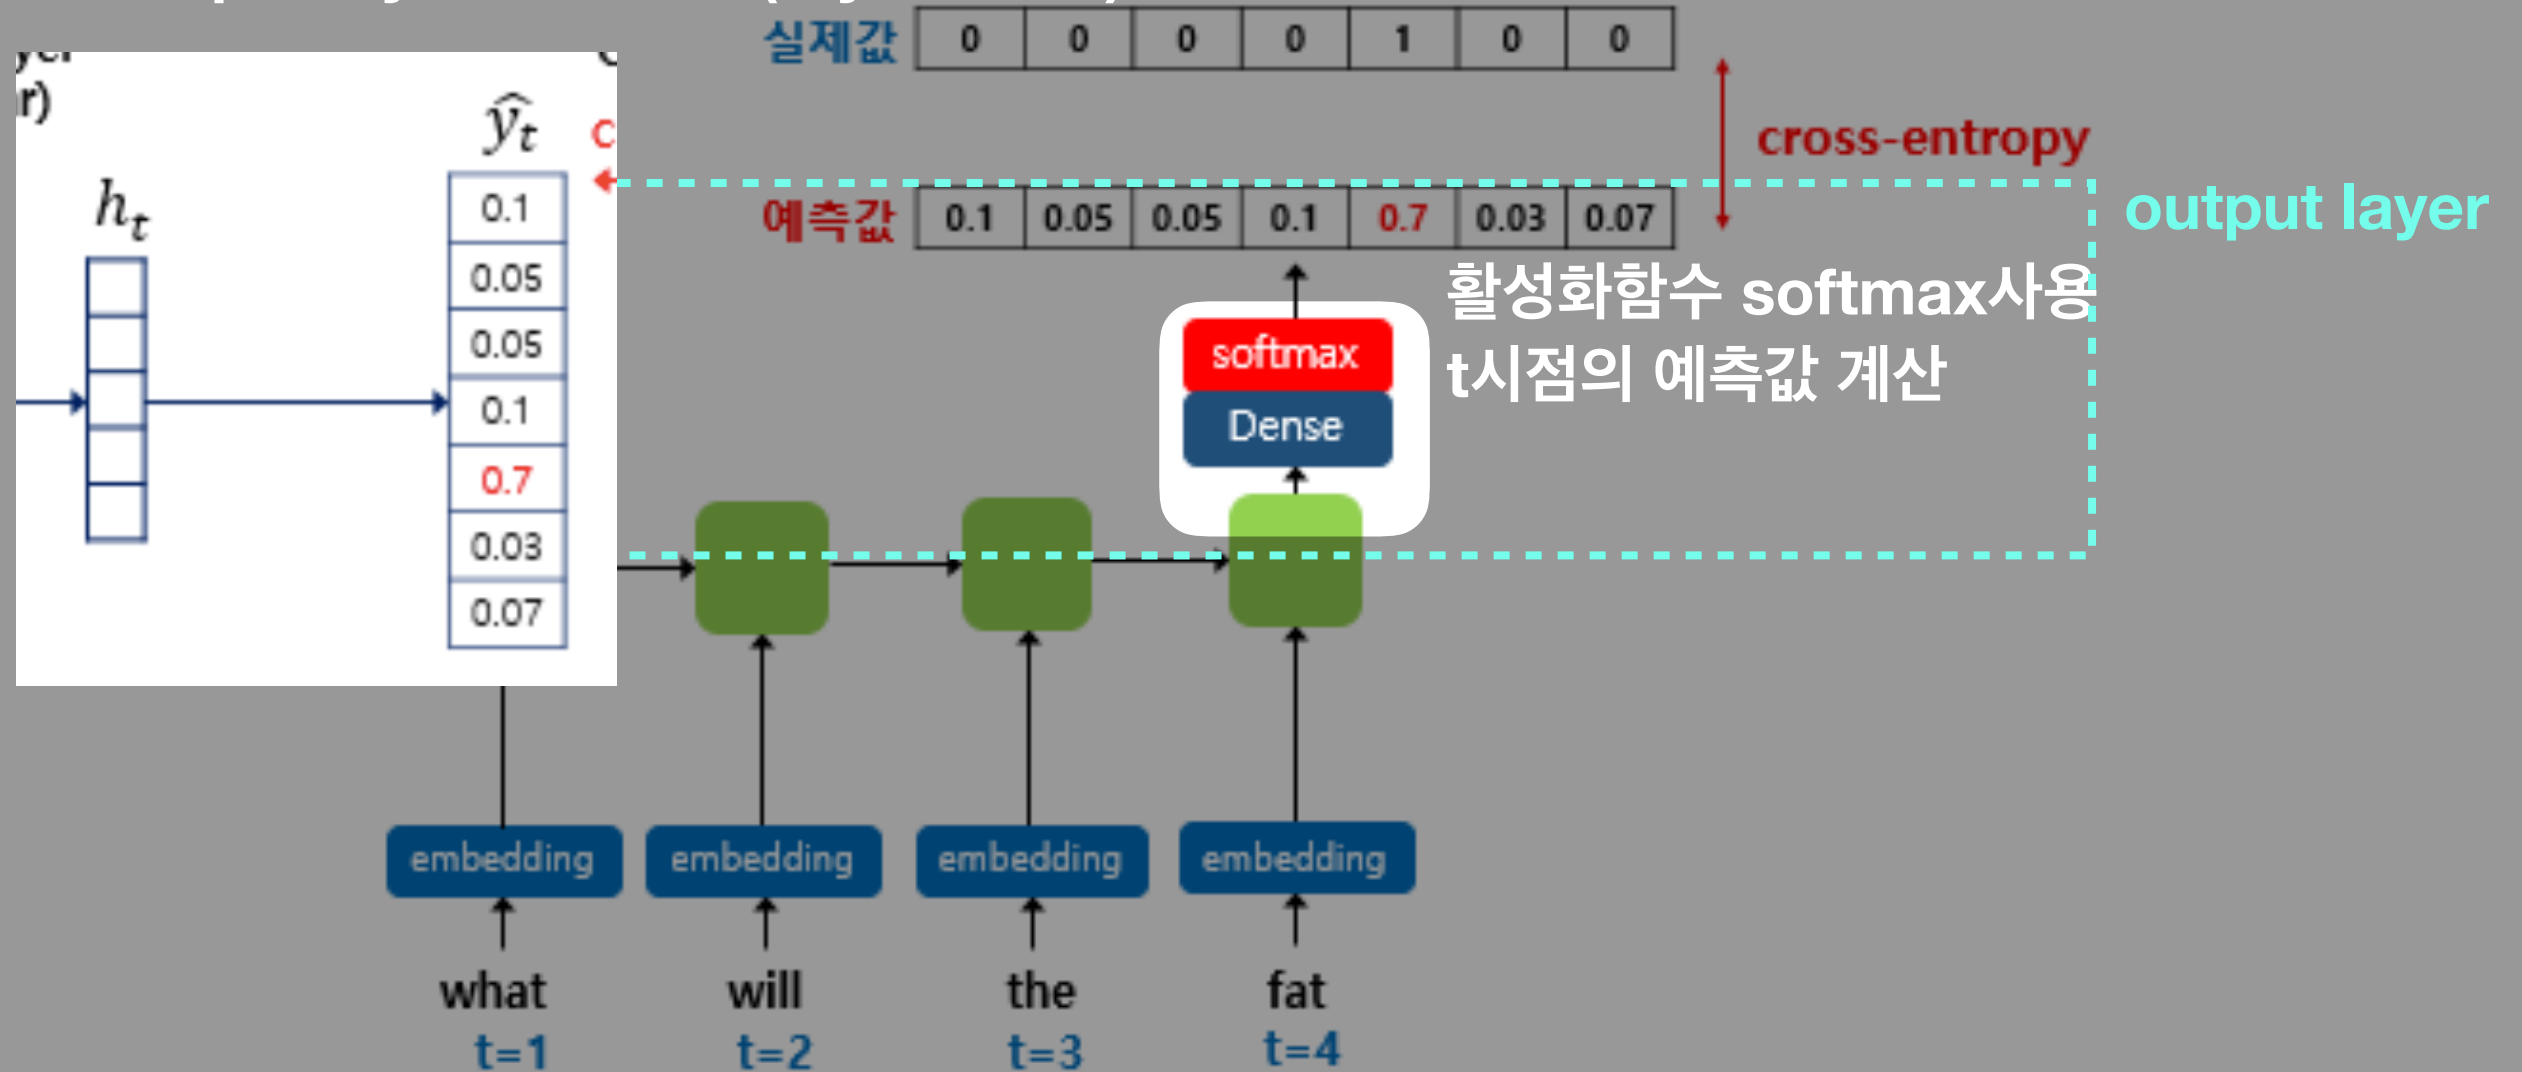 실제값 0 0 0 0 1 0 0
r)
ŷt
cross-entropy
ht
예측값 0.1 0.05 0.05 0.1 0.7 0.03 0.07
output layer
0.1
0.05
0.05
0.1
0.7
0.03
0.07
활성화함수 softmax사용
t시점의 예측값 계산
softmax
Dense
embedding embedding embedding embedding
what will the fat
t=1 t=2 t=3 t=4